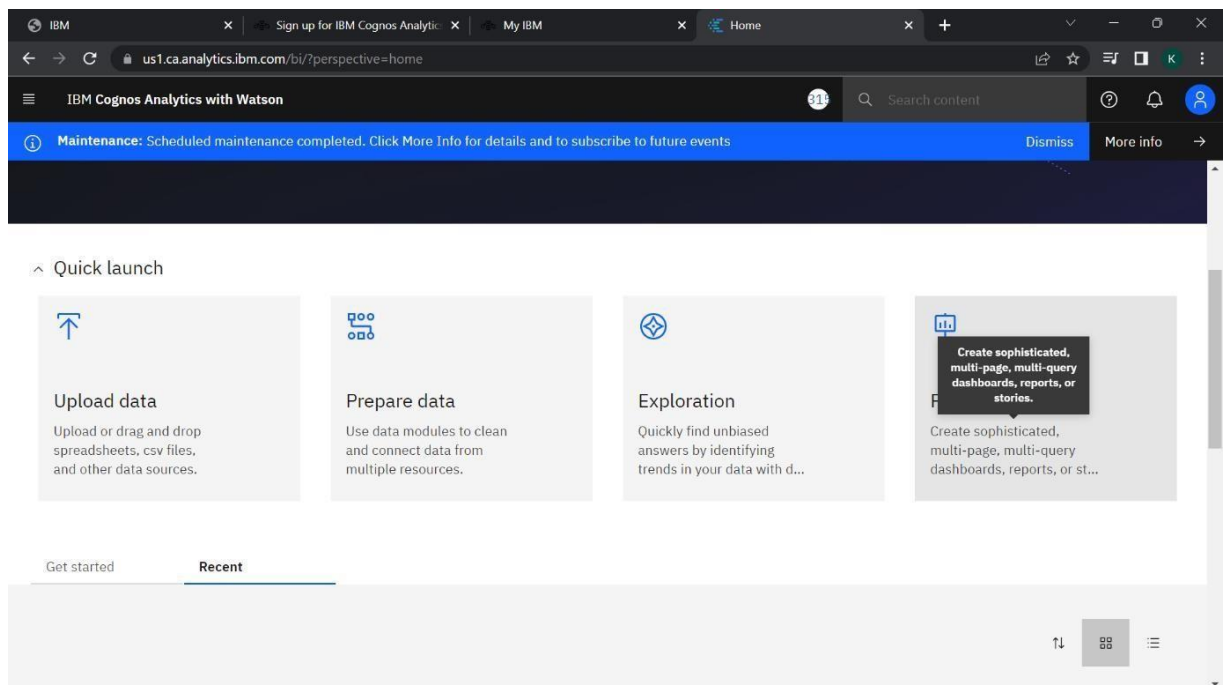 IBM
Sign up for IBM Cognos Analytic
My IBM
Home
us1.ca.analytics.ibm.com/bi/?perspective=home
K
IBM Cognos Analytics with Watson
Search content
Maintenance: Scheduled maintenance completed. Click More Info for details and to subscribe to future events
Dismiss
More info
Quick launch
Upload data
Upload or drag and drop
spreadsheets, csv files,
and other data sources.
Prepare data
Use data modules to clean
and connect data from
multiple resources.
Exploration
Quickly find unbiased
answers by identifying
trends in your data with d...
Create sophisticated,
multi-page, multi-query
dashboards, reports, or
stories.
Create sophisticated,
multi-page, multi-query
dashboards, reports, or st...
Get started
Recent